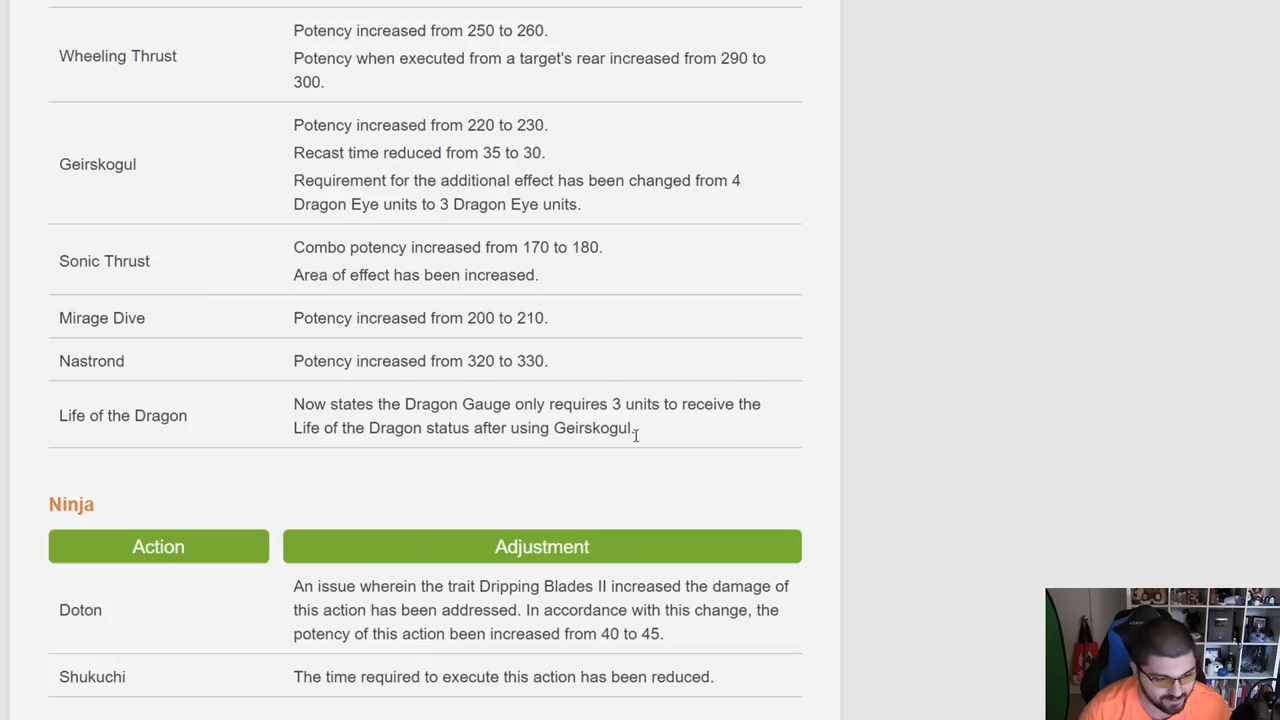 Wheeling Thrust
Potency increased from 250 to 260.
Potency when executed from a target's rear increased from 290 to
300.
Geirskogul
Potency increased from 220 to 230.
Recast time reduced from 35 to 30.
Requirement for the additional effect has been changed from 4
Dragon Eye units to 3 Dragon Eye units.
Sonic Thrust
Combo potency increased from 170 to 180.
Area of effect has been increased.
Mirage Dive
Potency increased from 200 to 210.
Nastrond
Potency increased from 320 to 330.
Life of the Dragon
Now states the Dragon Gauge only requires 3 units to receive the
Life of the Dragon status after using Geirskogul.
Ninja
Action
Adjustment
Doton
An issue wherein the trait Dripping Blades II increased the damage of
this action has been addressed. In accordance with this change, the
potency of this action been increased from 40 to 45.
Shukuchi
The time required to execute this action has been reduced.